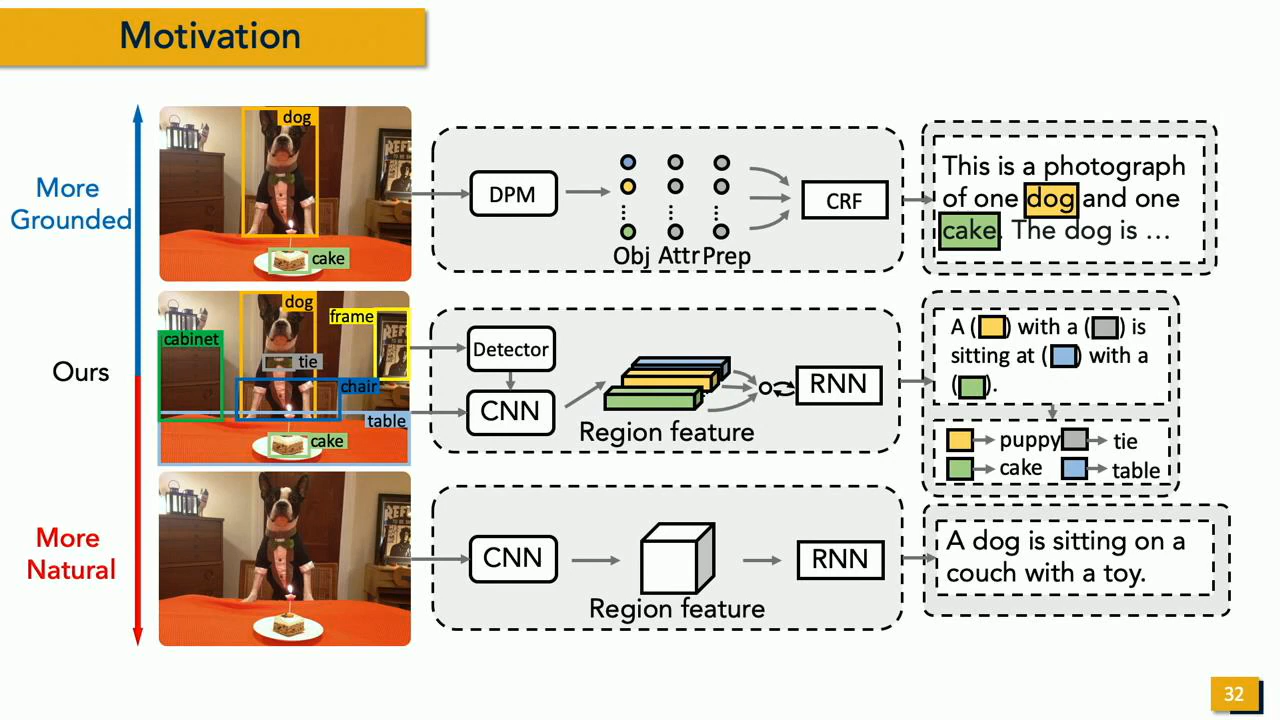 Motivation
More
Grounded
Ours
More
Natural
dog
cake
DPM
Obj Attr Prep
CRF
This is a photograph
of one dog and one
cake. The dog is ...
dog
frame
cabinet
tie
chair
table
cake
Detector
CNN
Region feature
RNN
A ( ) with a ( ) is
sitting at ( ) with a
( ).
puppy tie
cake table
CNN
Region feature
RNN
A dog is sitting on a
couch with a toy.
32